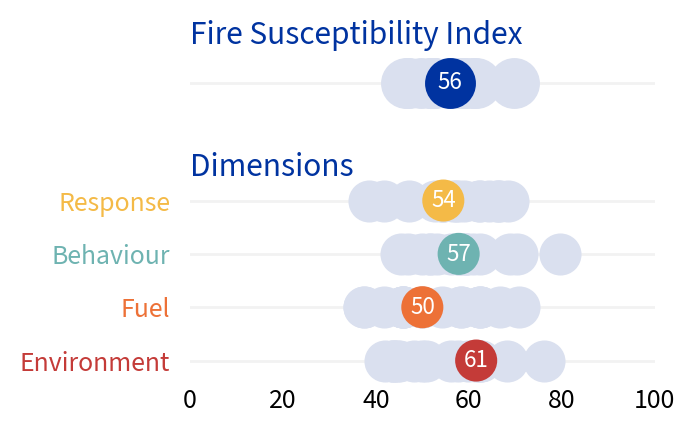 Fire Susceptibility Index
56
Dimensions
Response 54
Behaviour 57
Fuel 50
Environment 61
0 20 40 60 80 100